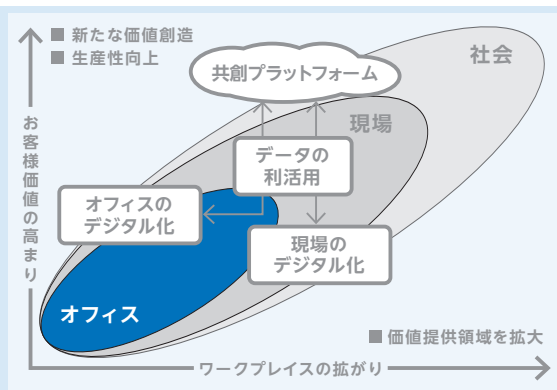 ■ 新たな価値創造
■ 生産性向上
社会
共創プラットフォーム
現場
お客様価値の高まり
データの
利活用
オフィスの
デジタル化
現場の
デジタル化
オフィス
■ 価値提供領域を拡大
ワークプレイスの拡がり